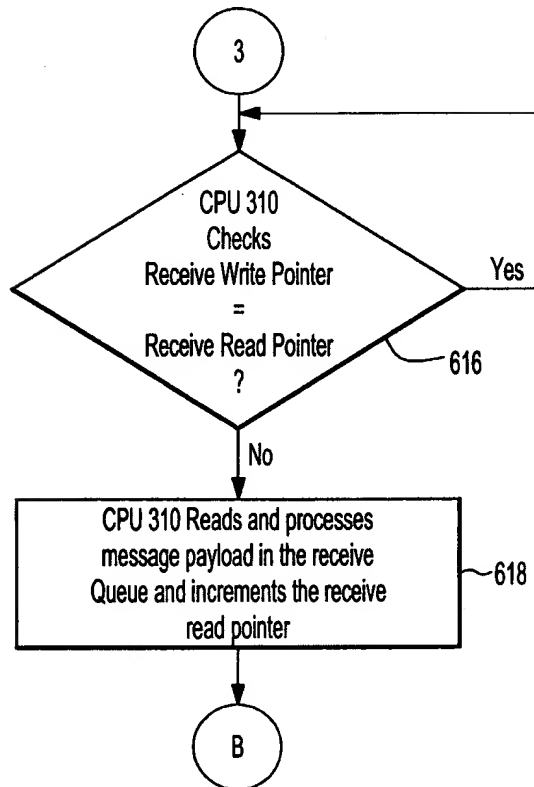 3
CPU 310
Checks
Receive Write Pointer
=
Receive Read Pointer
?
Yes
616
No
CPU 310 Reads and processes
message payload in the receive
Queue and increments the receive
read pointer
618
B